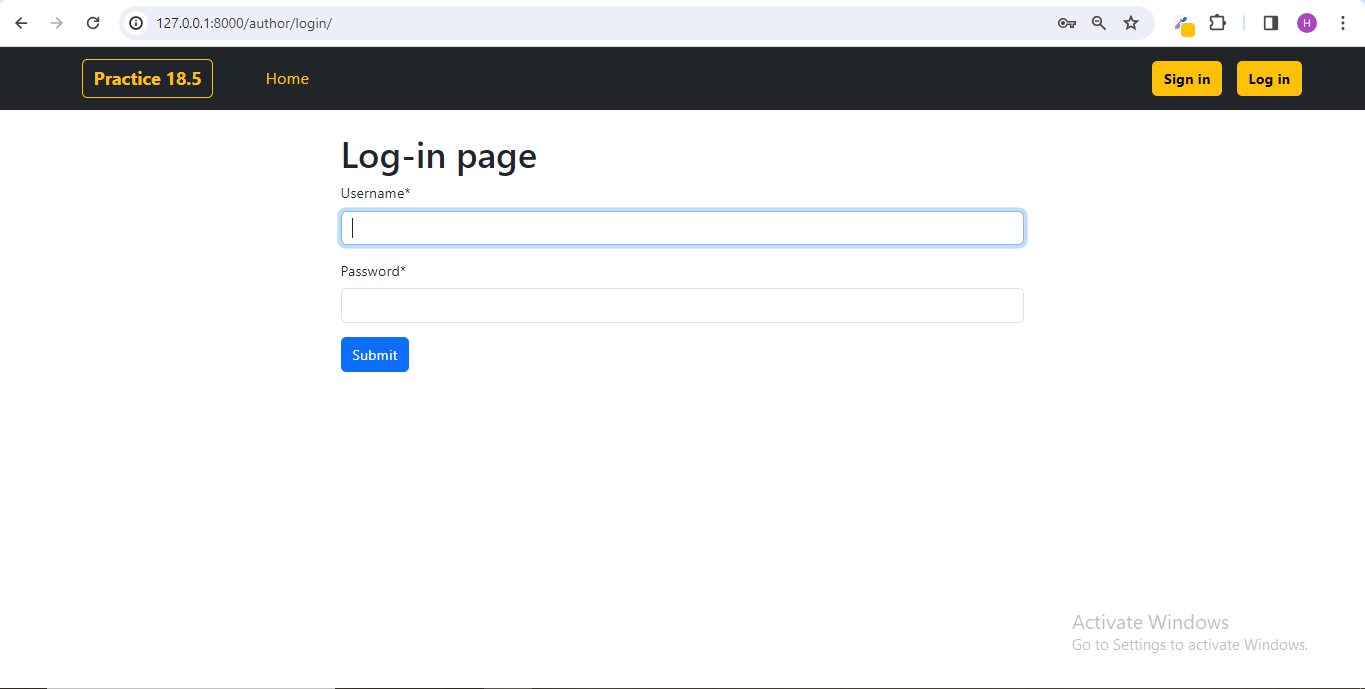 127.0.0.1:8000/author/login/
H
Practice 18.5
Home
Sign in
Log in
Log-in page
Username*
Password*
Submit
Activate Windows
Go to Settings to activate Windows.